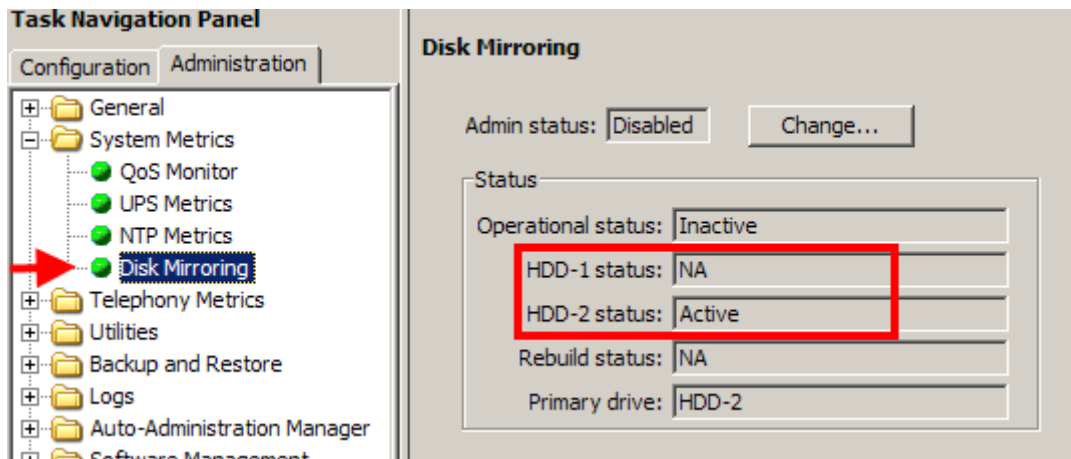 Task Navigation Panel
Configuration Administration
General
System Metrics
QoS Monitor
UPS Metrics
NTP Metrics
Disk Mirroring
Telephony Metrics
Utilities
Backup and Restore
Logs
Auto-Administration Manager
Software Management
Disk Mirroring
Admin status: Disabled Change...
Status
Operational status: Inactive
HDD-1 status: NA
HDD-2 status: Active
Rebuild status: NA
Primary drive: HDD-2